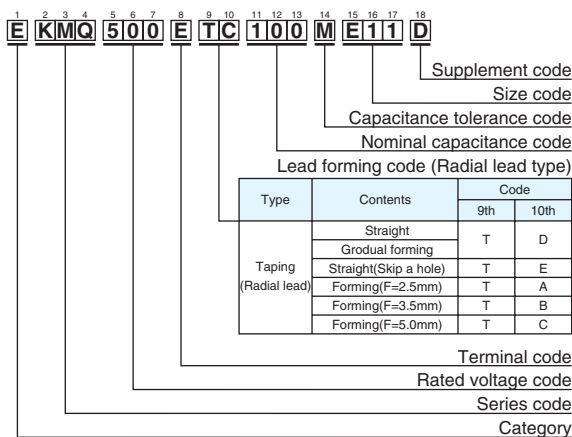 1 2 3 4 5 6 7 8 9 10 11 12 13 14 15 16 17 18
E KMQ 500 E TC 100 M E11 D
Supplement code
Size code
Capacitance tolerance code
Nominal capacitance code
Lead forming code (Radial lead type)
Type Contents Code
9th 10th
Straight T D
Grodual forming
Taping (Radial lead)
Straight(Skip a hole) T E
Forming(F=2.5mm) T A
Forming(F=3.5mm) T B
Forming(F=5.0mm) T C
Terminal code
Rated voltage code
Series code
Category